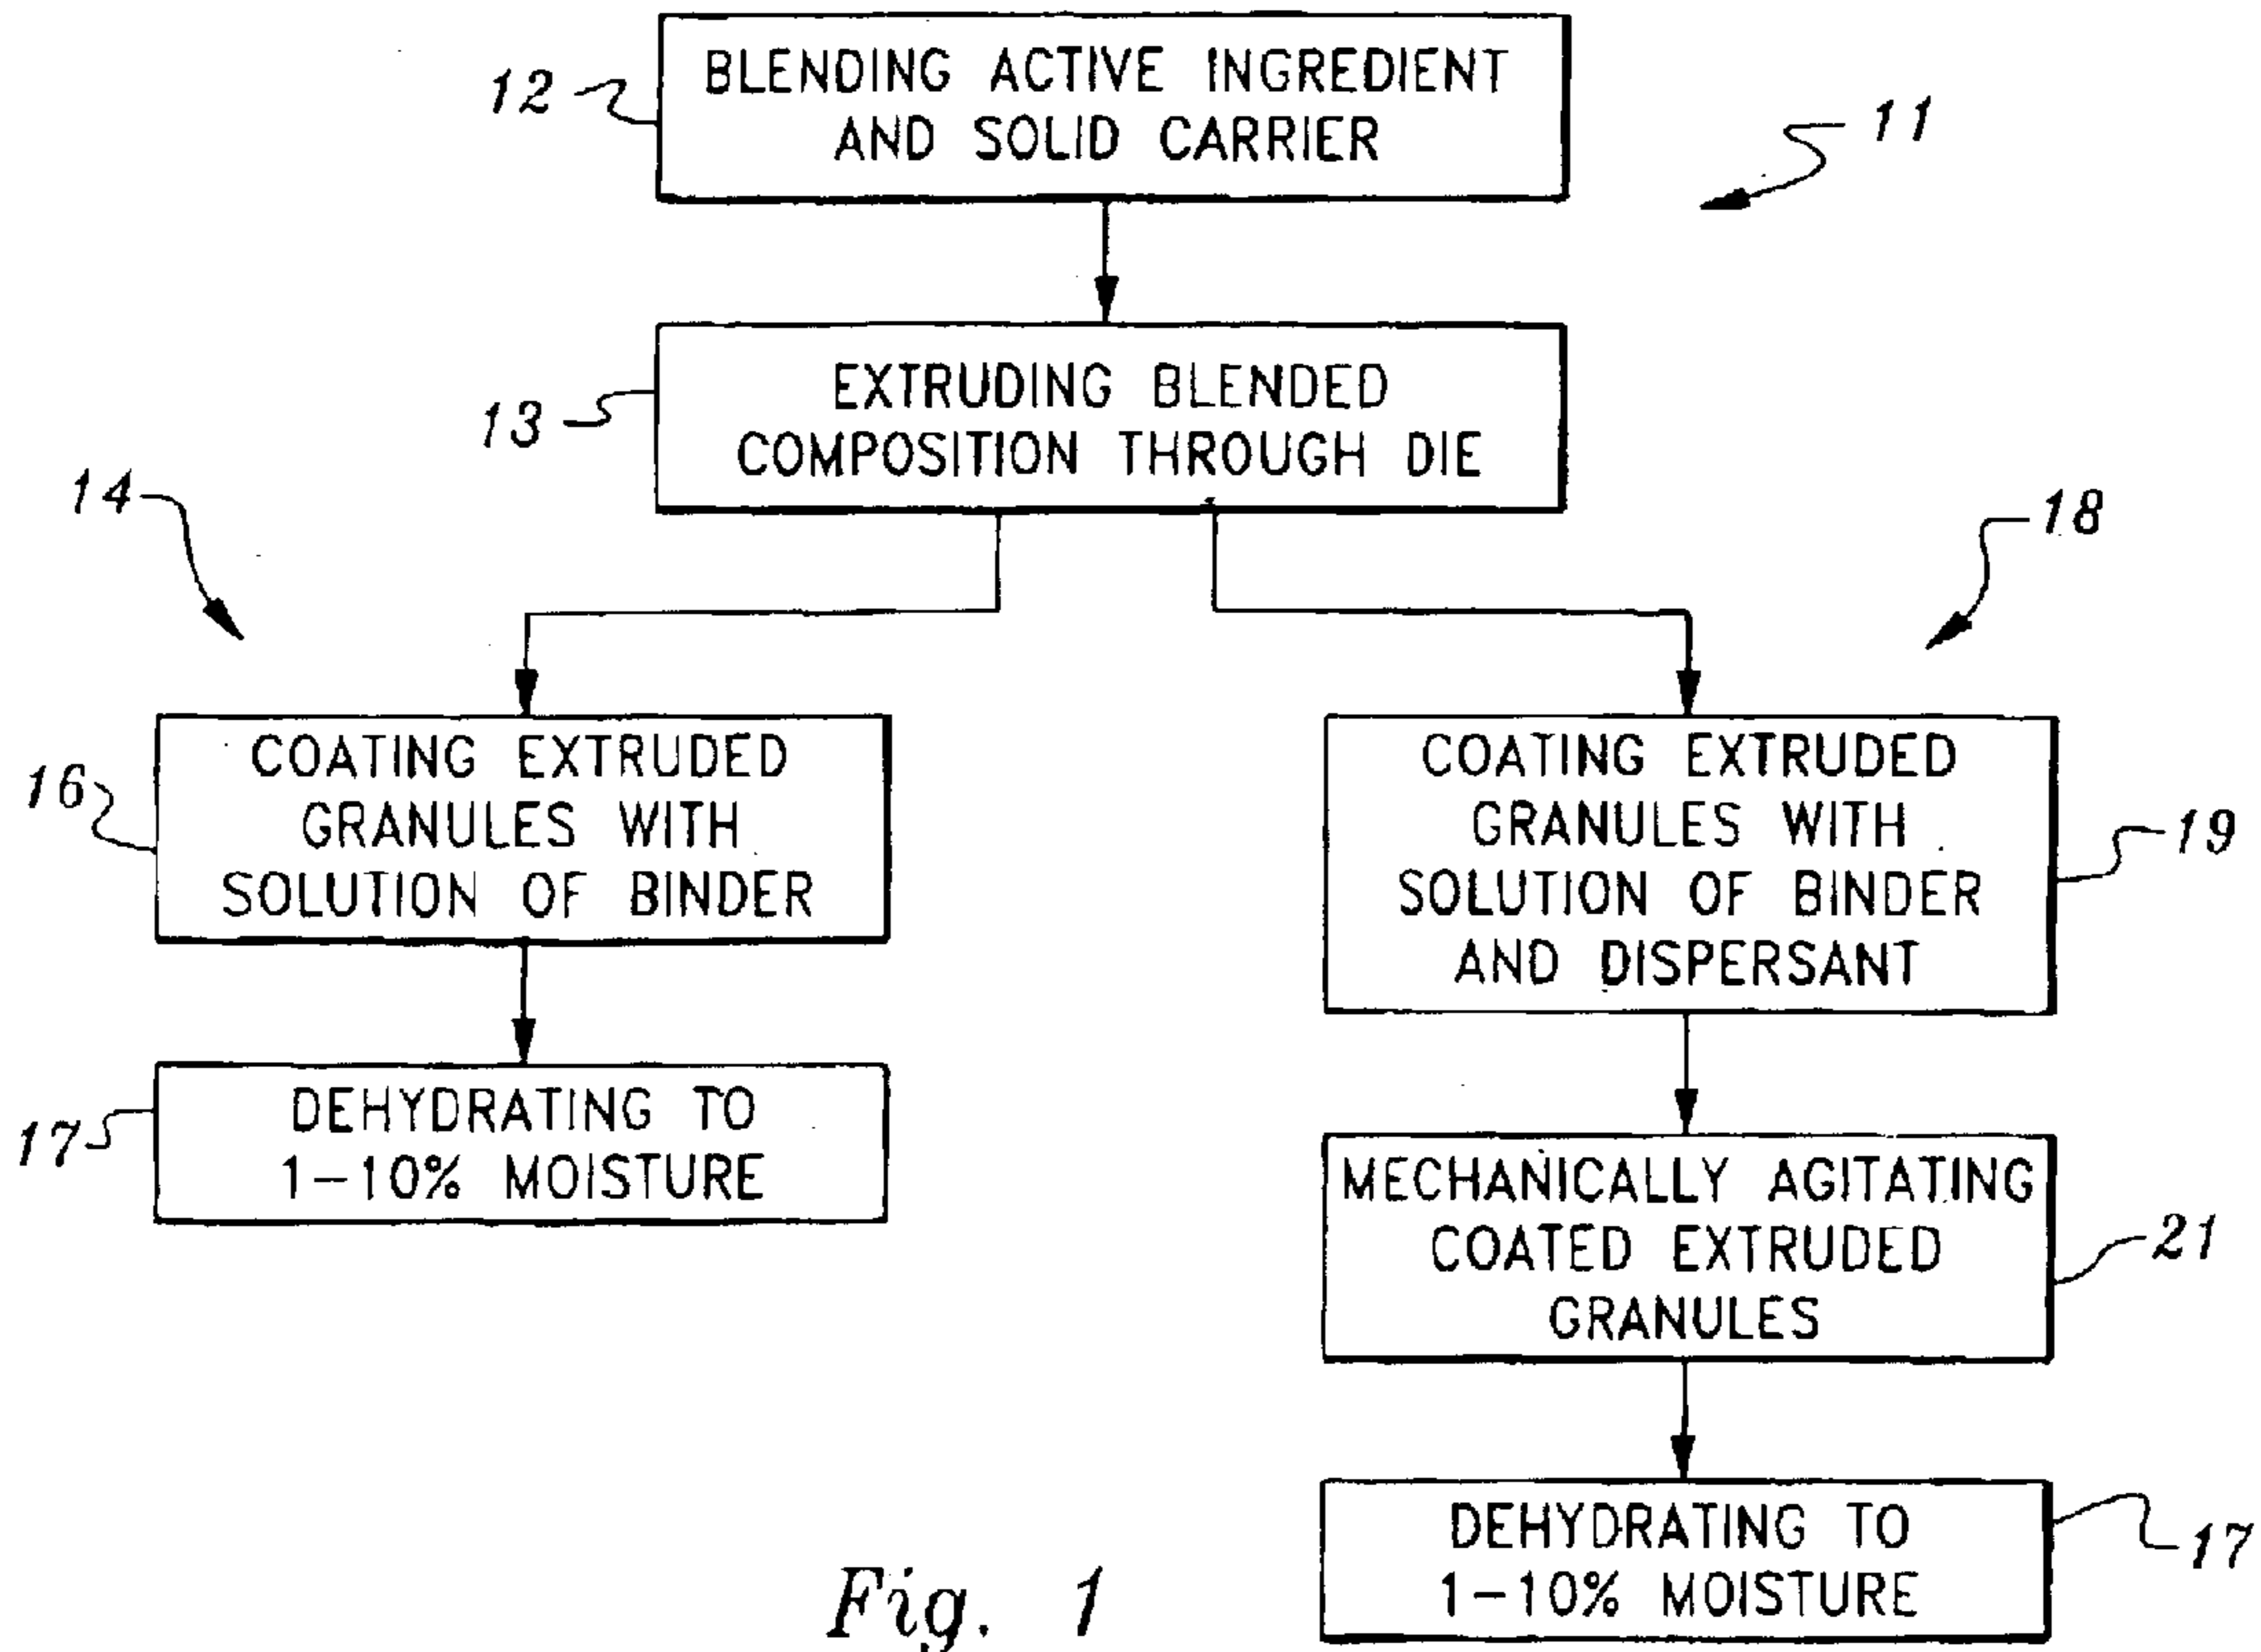 12
BLENDING ACTIVE INGREDIENT
AND SOLID CARRIER
11
13
EXTRUDING BLENDED
COMPOSITION THROUGH DIE
14
18
16
COATING EXTRUDED
GRANULES WITH
SOLUTION OF BINDER
COATING EXTRUDED
GRANULES WITH
SOLUTION OF BINDER
AND DISPERSANT
19
17
DEHYDRATING TO
1-10% MOISTURE
MECHANICALLY AGITATING
COATED EXTRUDED
GRANULES
21
DEHYDRATING TO
1-10% MOISTURE
17
Fig. 1